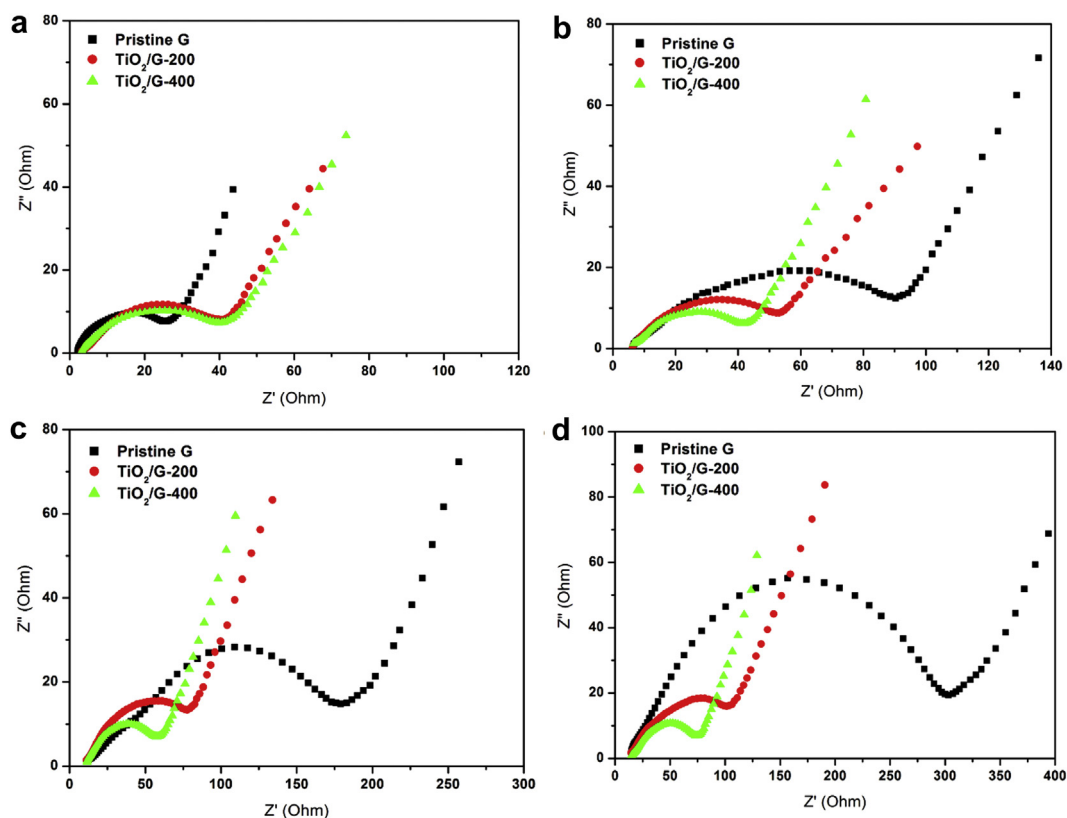 a
80
60
40
20
0
Z'' (Ohm)
Pristine G
TiO₂/G-200
TiO₂/G-400
0 20 40 60 80 100 120
Z' (Ohm)
b
80
60
40
20
0
Z'' (Ohm)
Pristine G
TiO₂/G-200
TiO₂/G-400
0 20 40 60 80 100 120 140
Z' (Ohm)
c
80
60
40
20
0
Z'' (Ohm)
Pristine G
TiO₂/G-200
TiO₂/G-400
0 50 100 150 200 250 300
Z' (Ohm)
d
100
80
60
40
20
0
Z'' (Ohm)
Pristine G
TiO₂/G-200
TiO₂/G-400
0 50 100 150 200 250 300 350 400
Z' (Ohm)